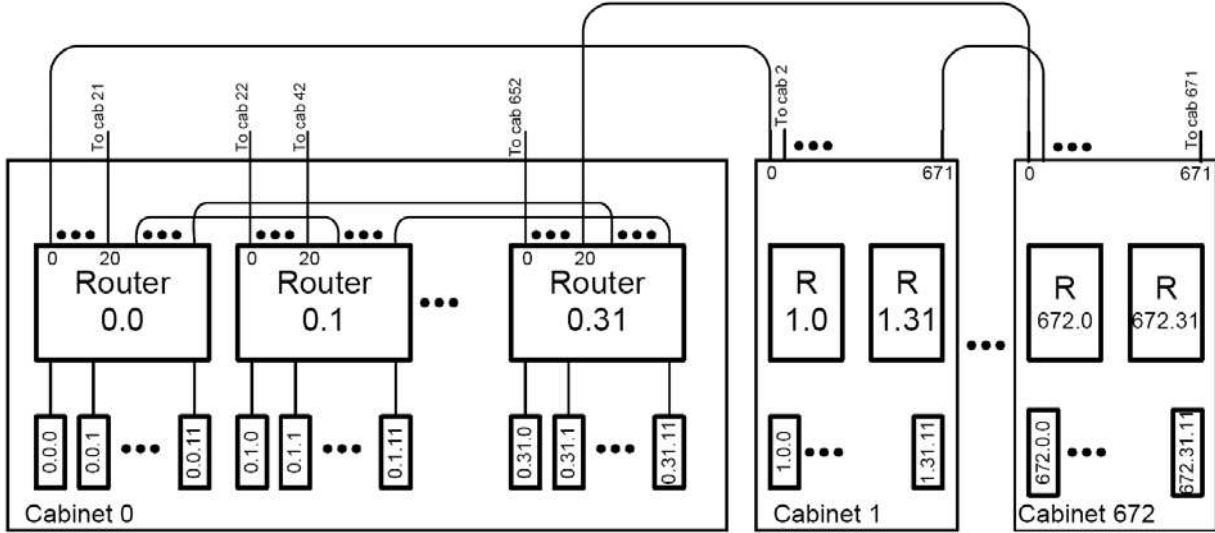 To cab 21
To cab 22
To cab 42
To cab 652
To cab 2
To cab 671
0
671
0
671
0
20
0
20
0
20
Router
0.0
Router
0.1
Router
0.31
R
1.0
R
1.31
R
672.0
R
672.31
0.0.0
0.0.1
0.0.11
0.1.0
0.1.1
0.1.11
0.31.0
0.31.1
0.31.11
1.0.0
1.31.11
672.0.0
672.31.11
Cabinet 0
Cabinet 1
Cabinet 672